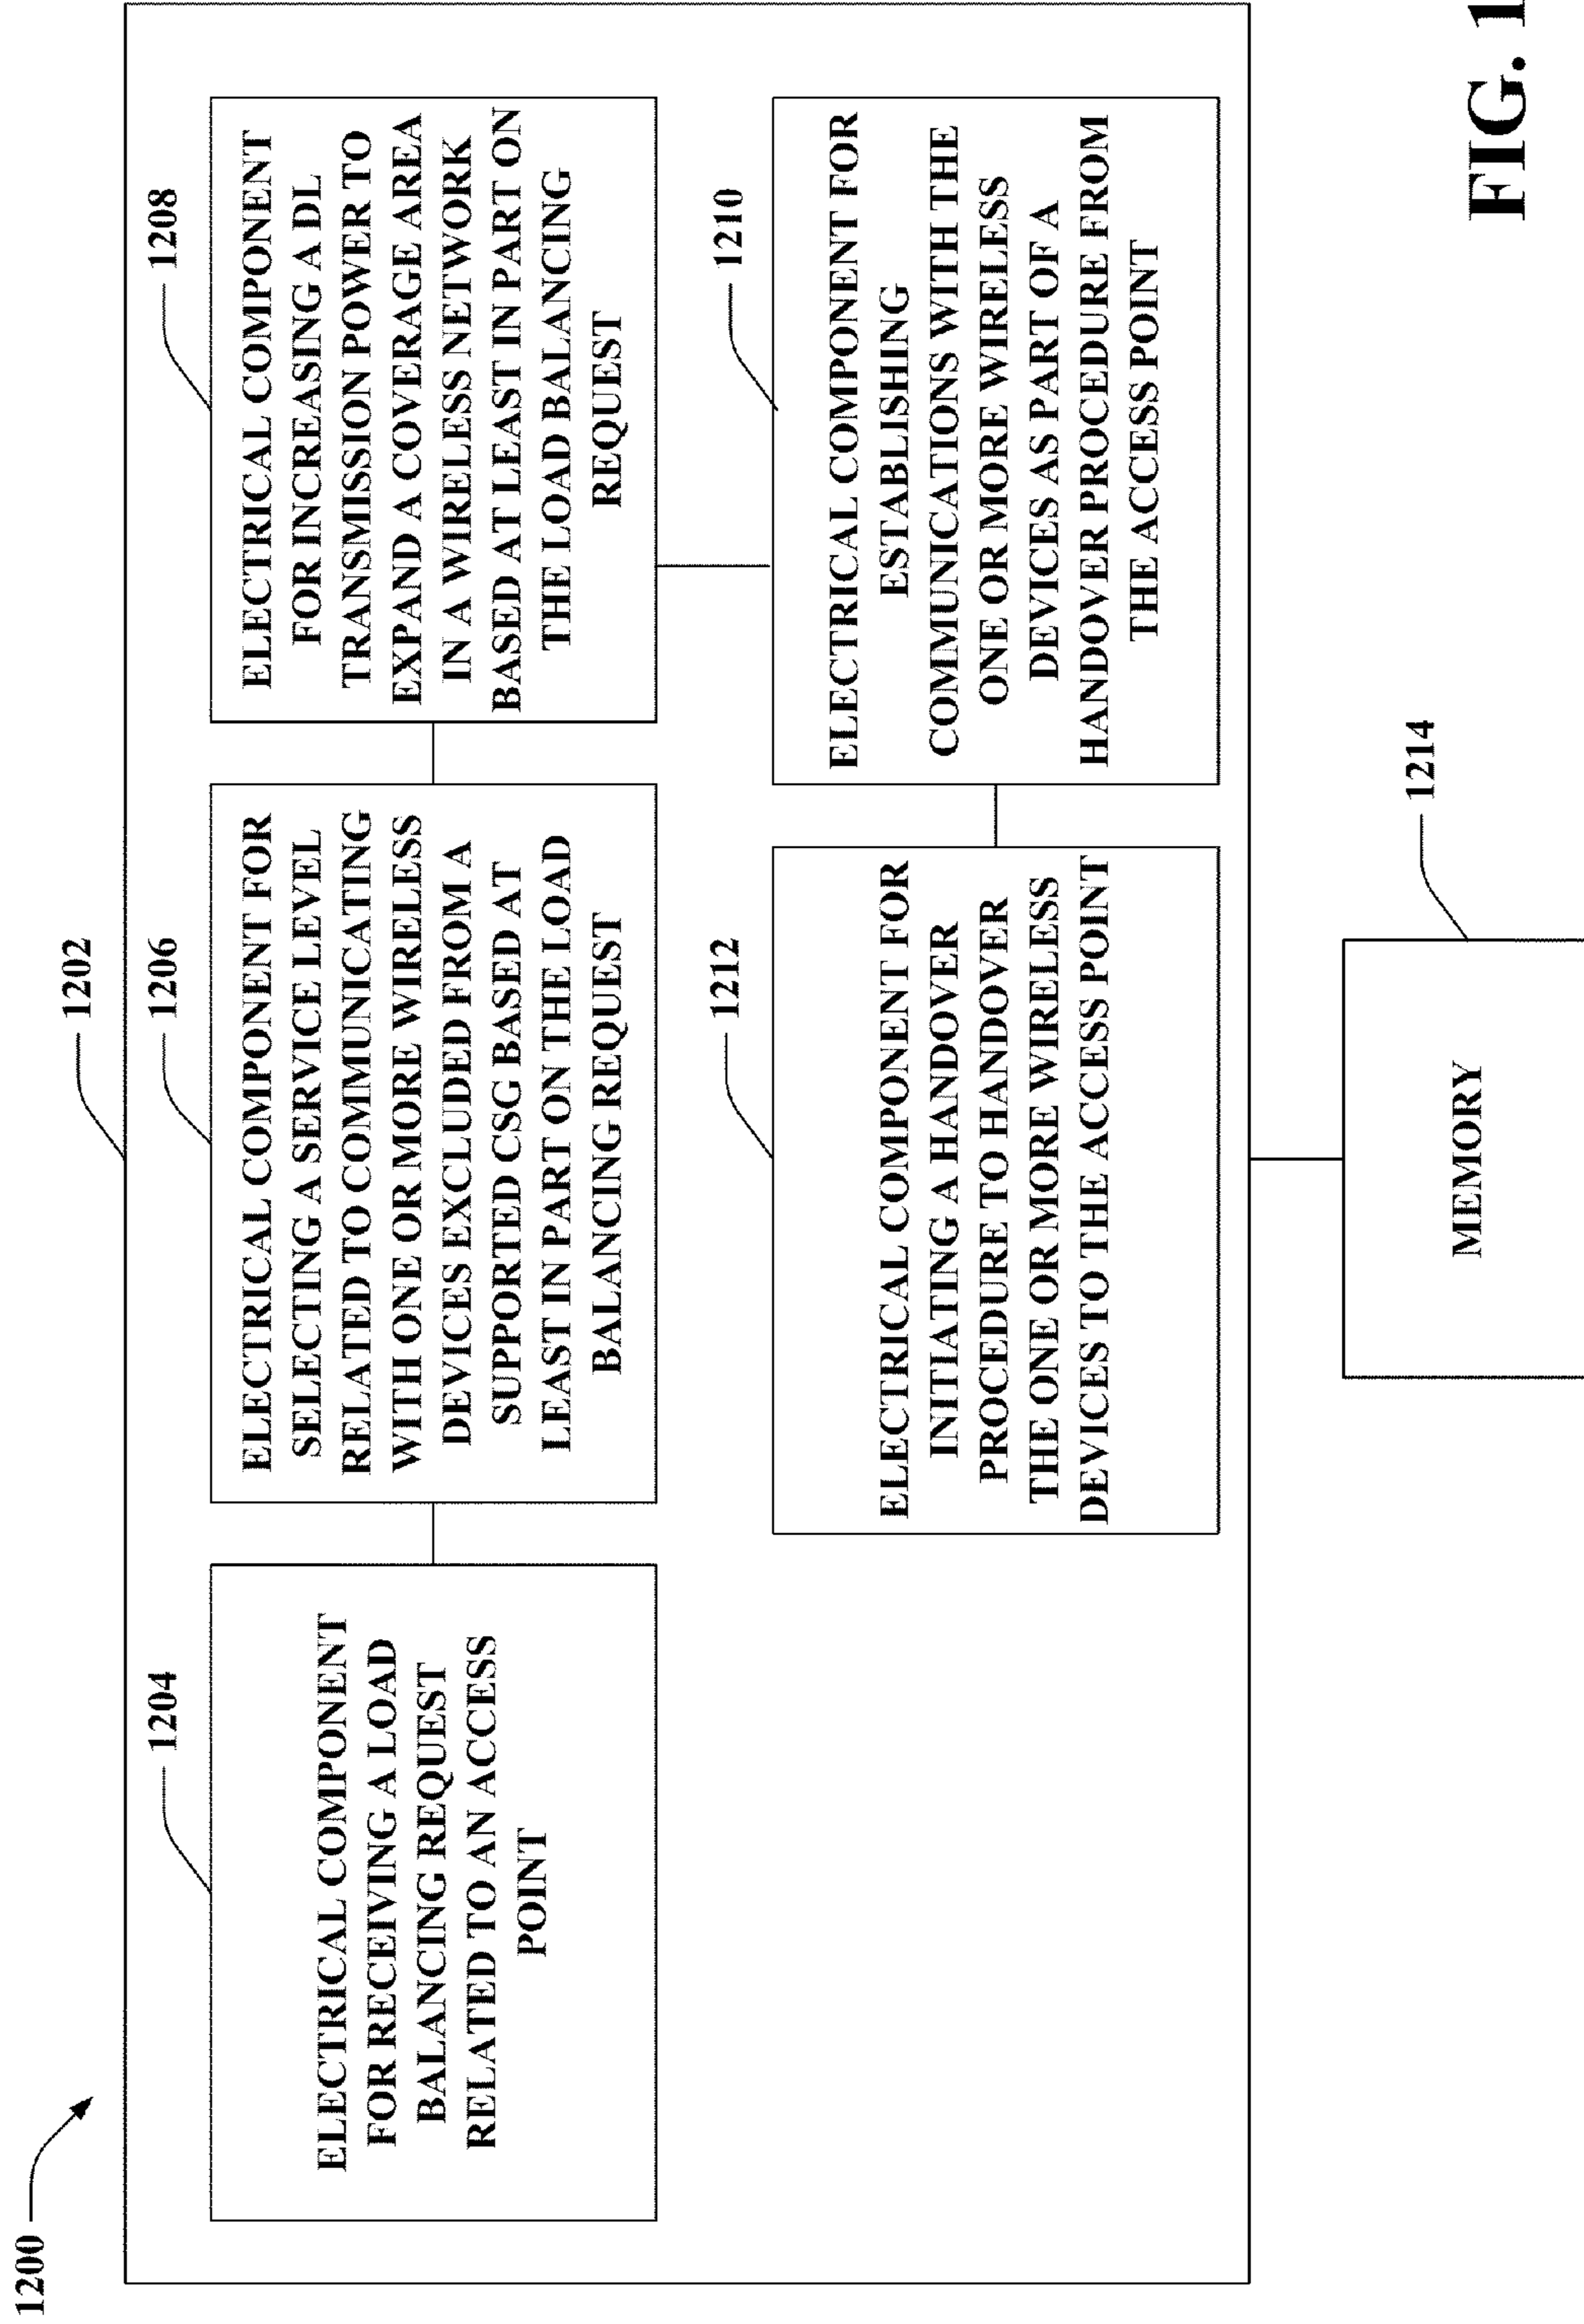 1200
1202
1204
ELECTRICAL COMPONENT
FOR RECEIVING A LOAD
BALANCING REQUEST
RELATED TO AN ACCESS
POINT
1206
ELECTRICAL COMPONENT FOR
SELECTING A SERVICE LEVEL
RELATED TO COMMUNICATING
WITH ONE OR MORE WIRELESS
DEVICES EXCLUDED FROM A
SUPPORTED CSG BASED AT
LEAST IN PART ON THE LOAD
BALANCING REQUEST
1208
ELECTRICAL COMPONENT
FOR INCREASING A DL
TRANSMISSION POWER TO
EXPAND A COVERAGE AREA
IN A WIRELESS NETWORK
BASED AT LEAST IN PART ON
THE LOAD BALANCING
REQUEST
1212
ELECTRICAL COMPONENT FOR
INITIATING A HANDOVER
PROCEDURE TO HANDOVER
THE ONE OR MORE WIRELESS
DEVICES TO THE ACCESS POINT
1210
ELECTRICAL COMPONENT FOR
ESTABLISHING
COMMUNICATIONS WITH THE
ONE OR MORE WIRELESS
DEVICES AS PART OF A
HANDOVER PROCEDURE FROM
THE ACCESS POINT
1214
MEMORY
FIG. 1